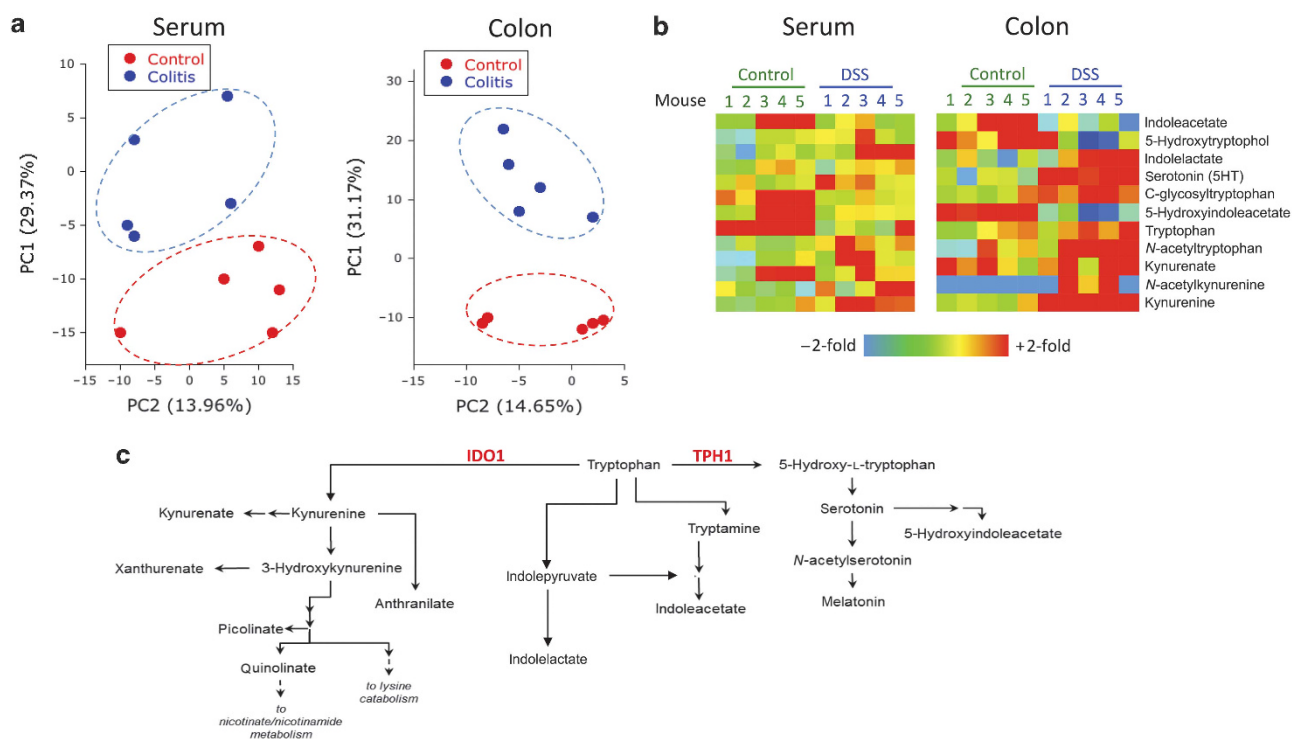 a
Serum
Control
Colitis
10
5
0
−5
−10
−15
−15 −10 −5 0 5 10 15
PC1 (29.37%)
PC2 (13.96%)
Colon
Control
Colitis
30
20
10
0
−10
−15 −10 −5 0 5
PC1 (31.17%)
PC2 (14.65%)
b
Serum
Colon
Control
DSS
Control
DSS
Mouse
1 2 3 4 5 1 2 3 4 5
1 2 3 4 5 1 2 3 4 5
Indoleacetate
5-Hydroxytryptophol
Indolelactate
Serotonin (5HT)
C-glycosyltryptophan
5-Hydroxyindoleacetate
Tryptophan
N-acetyltryptophan
Kynurenate
N-acetylkynurenine
Kynurenine
−2-fold
+2-fold
c
IDO1
Tryptophan
TPH1
5-Hydroxy-L-tryptophan
Kynurenate
Kynurenine
Serotonin
Tryptamine
5-Hydroxyindoleacetate
Xanthurenate
3-Hydroxykynurenine
N-acetylserotonin
Indolepyruvate
Anthranilate
Indoleacetate
Melatonin
Picolinate
Quinolinate
Indolelactate
to lysine
catabolism
to
nicotinate/nicotinamide
metabolism